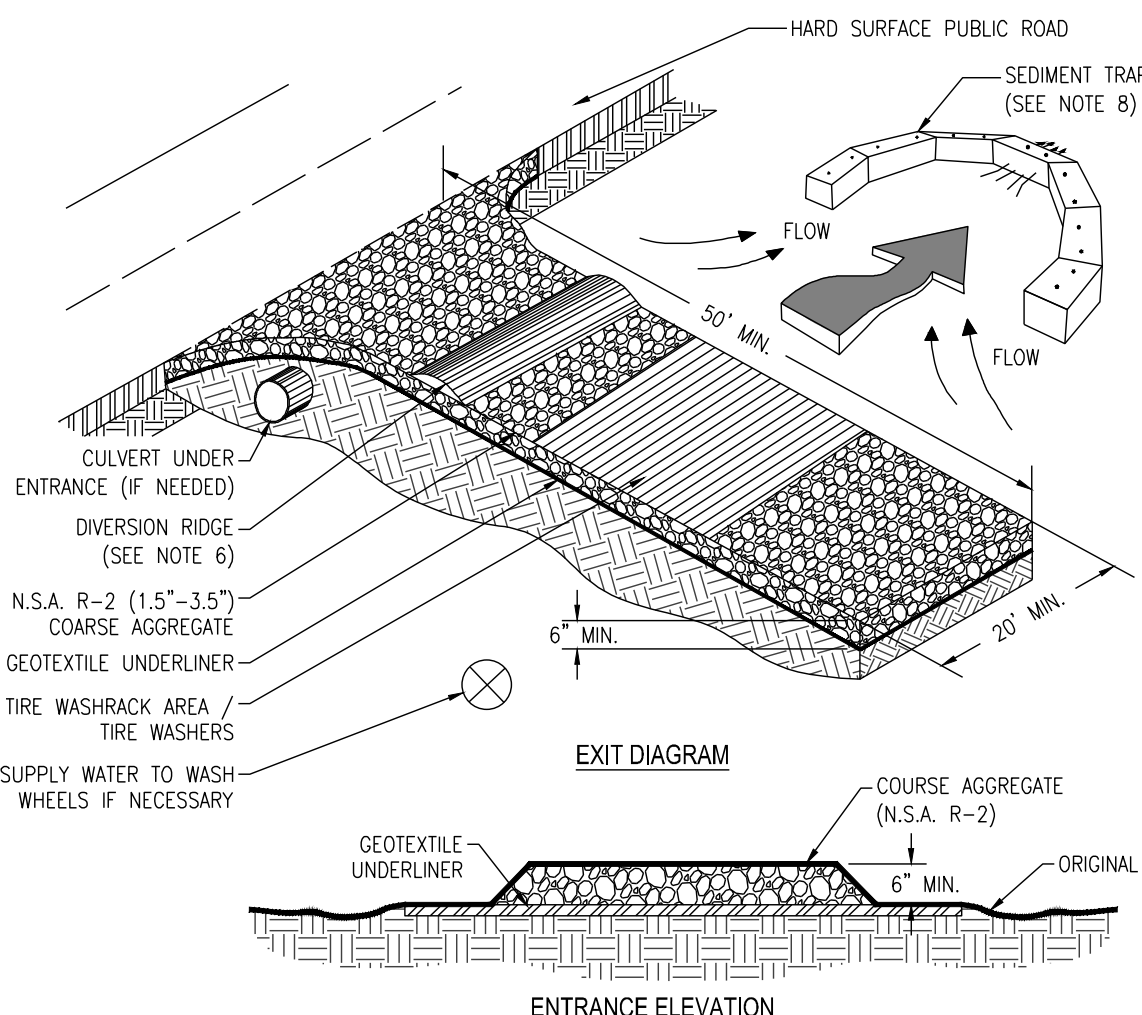 HARD SURFACE PUBLIC ROAD
SEDIMENT TRAP
(SEE NOTE 8)
FLOW
50' MIN.
FLOW
CULVERT UNDER
ENTRANCE (IF NEEDED)
DIVERSION RIDGE
(SEE NOTE 6)
N.S.A. R-2 (1.5"-3.5")
COARSE AGGREGATE
GEOTEXTILE UNDERLINER
TIRE WASHRACK AREA /
TIRE WASHERS
SUPPLY WATER TO WASH
WHEELS IF NECESSARY
6" MIN.
20' MIN.
EXIT DIAGRAM
COURSE AGGREGATE
(N.S.A. R-2)
GEOTEXTILE
UNDERLINER
6" MIN.
ORIGINAL
ENTRANCE ELEVATION